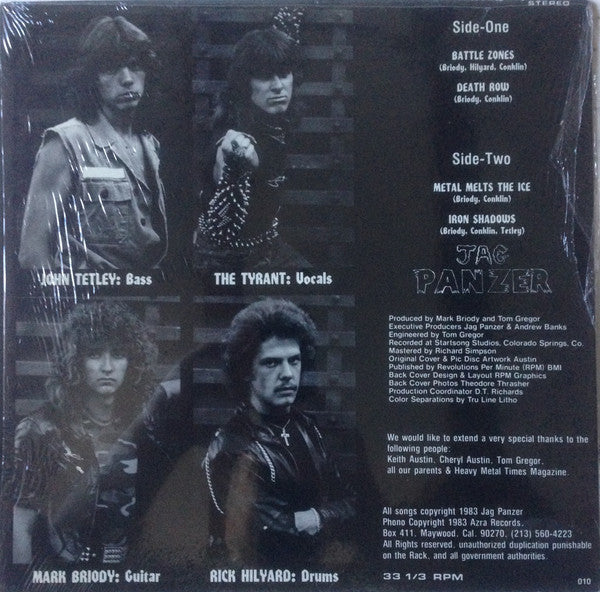 STEREO
Side-One
BATTLE ZONES
(Briody, Hilyard, Conklin)
DEATH ROW
(Briody, Conklin)
Side-Two
METAL MELTS THE ICE
(Briody, Conklin)
IRON SHADOWS
(Briody, Conklin, Tetley)
JAG
PANZER
JOHN TETLEY: Bass
THE TYRANT: Vocals
Produced by Mark Briody and Tom Gregor
Executive Producers Jag Panzer & Andrew Banks
Engineered by Tom Gregor
Recorded at Startsong Studios, Colorado Springs, Co.
Mastered by Richard Simpson
Original Cover & Pic Disc Artwork Austin
Published by Revolutions Per Minute (RPM) BMI
Back Cover Design & Layout RPM Graphics
Back Cover Photos Theodore Thrasher
Production Coordinator D.T. Richards
Color Separations by Tru Line Litho
We would like to extend a very special thanks to the
following people:
Keith Austin, Cheryl Austin, Tom Gregor,
all our parents & Heavy Metal Times Magazine.
All songs copyright 1983 Jag Panzer
Phono Copyright 1983 Azra Records,
Box 411, Maywood, Cal. 90270, (213) 560-4223
All Rights reserved, unauthorized duplication punishable
on the Rack, and all government authorities.
MARK BRIODY: Guitar
RICK HILYARD: Drums
33 1/3 RPM
010